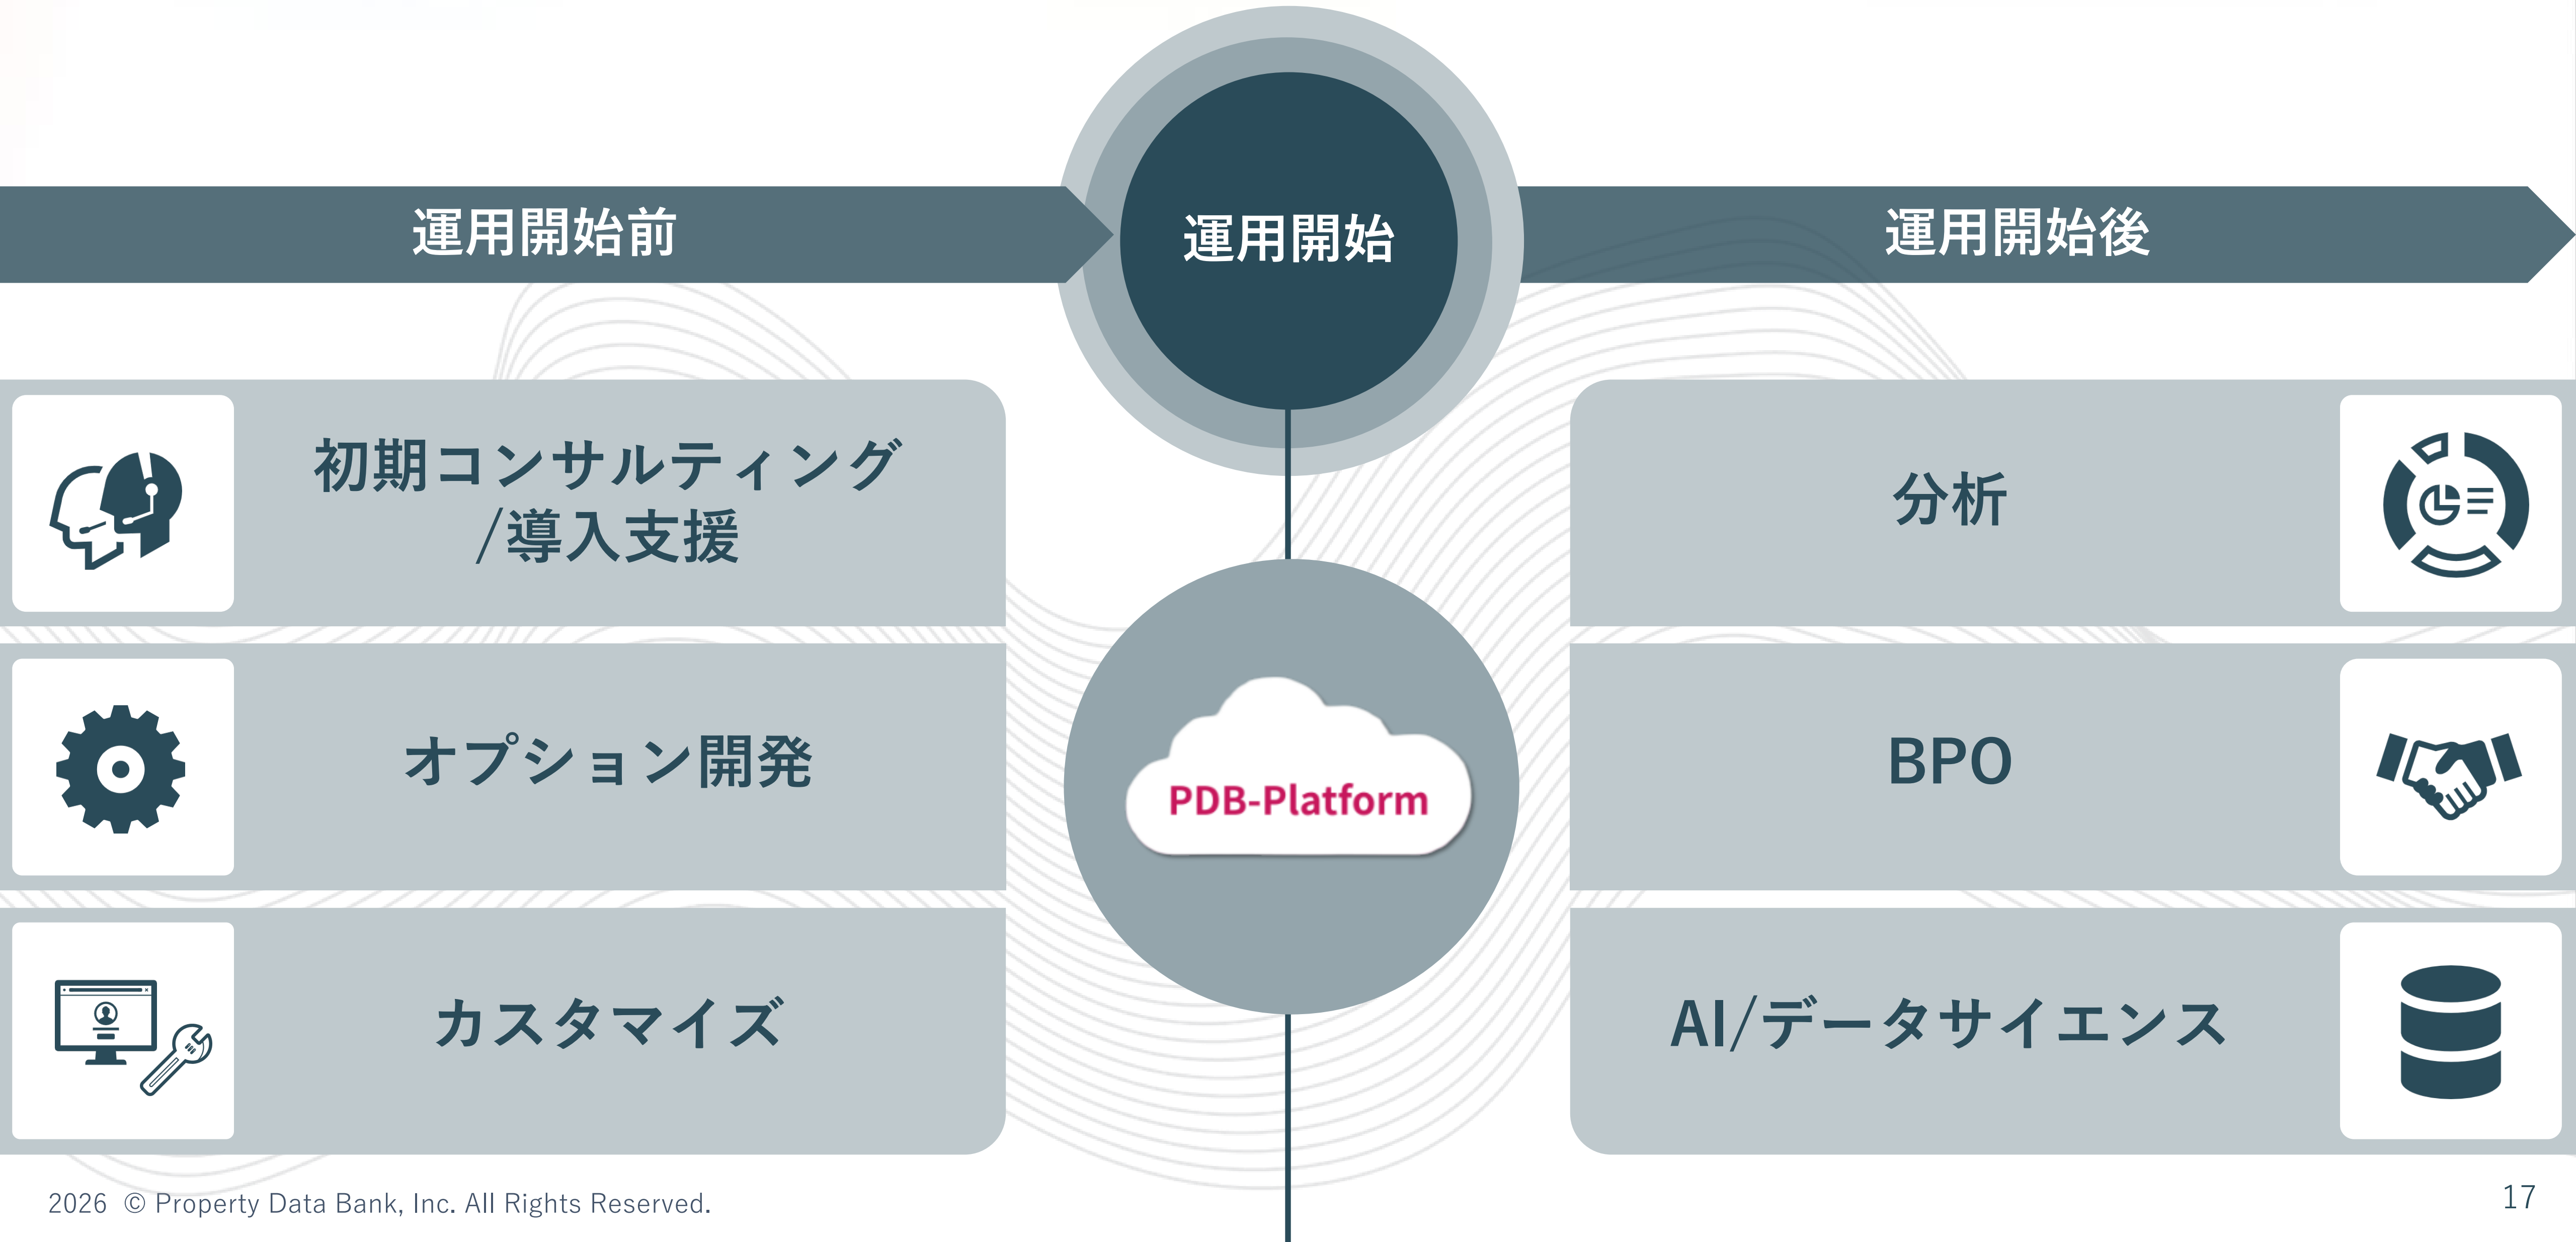 運用開始前
運用開始
運用開始後
初期コンサルティング
/導入支援
オプション開発
カスタマイズ
PDB-Platform
分析
BPO
AI/データサイエンス
2026 © Property Data Bank, Inc. All Rights Reserved.
17